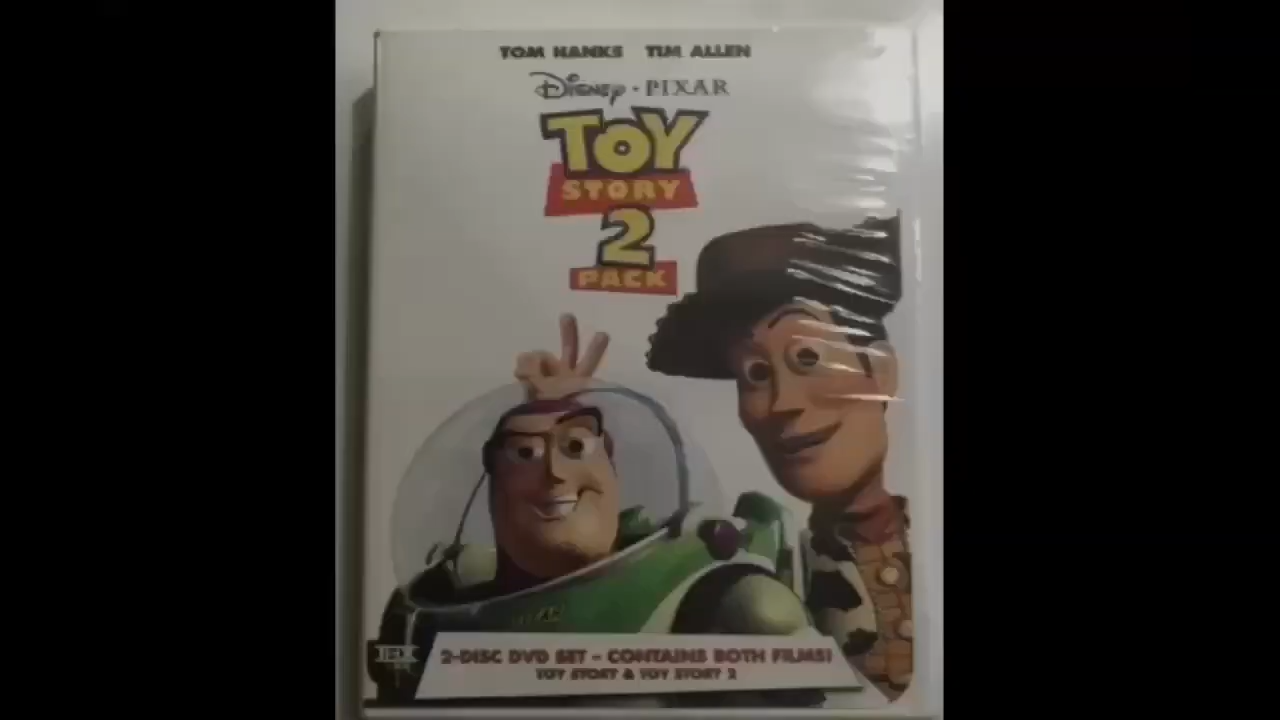 TOM HANKS TIM ALLEN
Disney • PIXAR
TOY
STORY
2
PACK
THX
2-DISC DVD SET - CONTAINS BOTH FILMS!
TOY STORY & TOY STORY 2